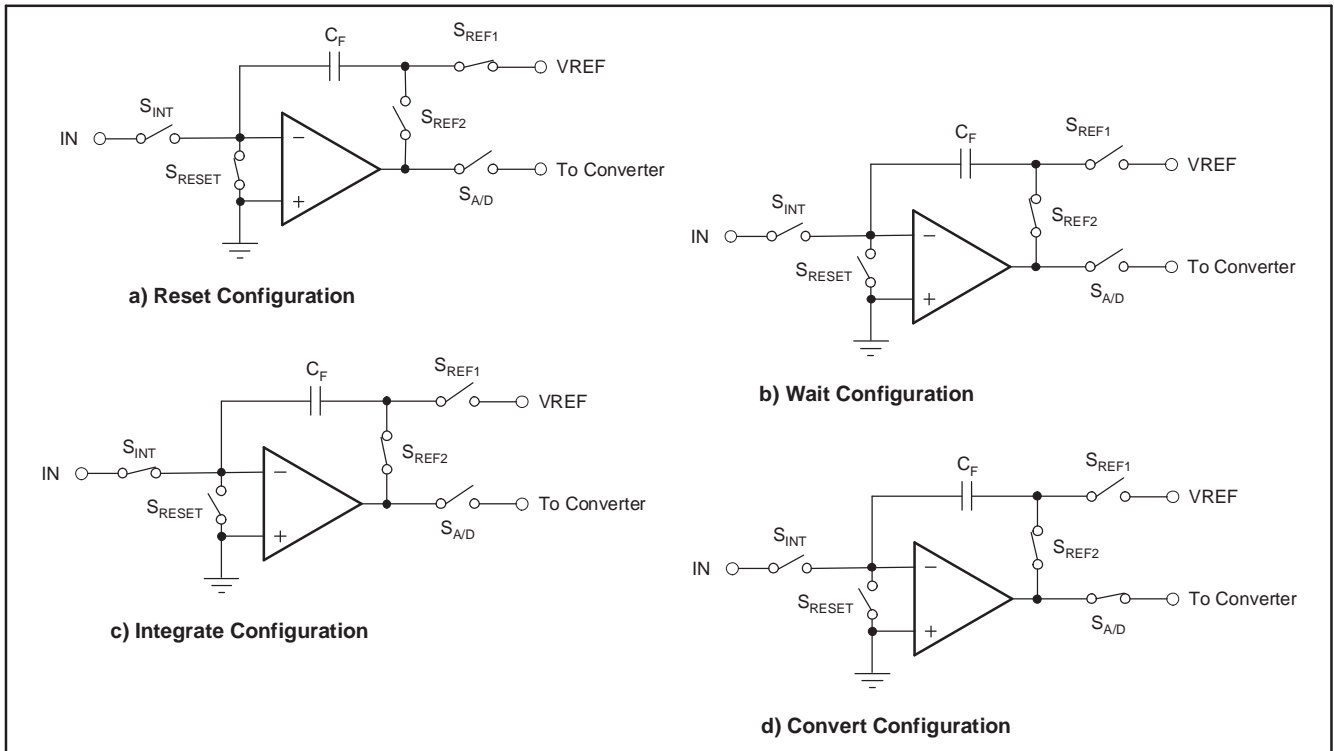 C_F
S_REF1
VREF
S_INT
IN
S_REF2
S_RESET
−
+
To Converter
S_A/D
a) Reset Configuration
C_F
S_REF1
VREF
S_INT
IN
S_REF2
S_RESET
−
+
To Converter
S_A/D
b) Wait Configuration
C_F
S_REF1
VREF
S_INT
IN
S_REF2
S_RESET
−
+
To Converter
S_A/D
c) Integrate Configuration
C_F
S_REF1
VREF
S_INT
IN
S_REF2
S_RESET
−
+
To Converter
S_A/D
d) Convert Configuration